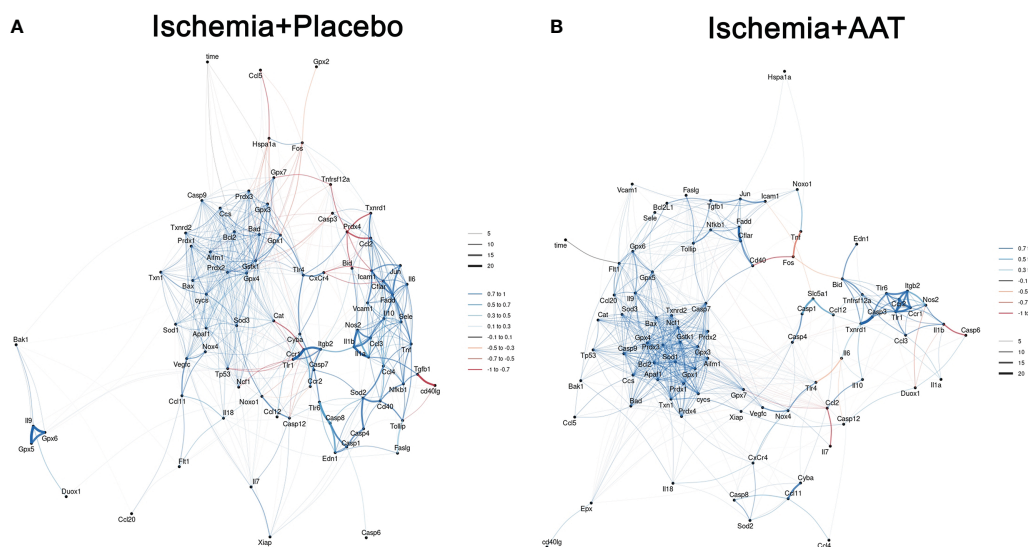 A
Ischemia+Placebo
time
Ccl5
Gpx2
Hspa1a
Fos
Gpx7
Tnfrsf12a
Casp9
Prdx3
Ccs
Gpx3
Casp3
Txnrd1
Txnrd2
Bcl2
Bad
Gpx1
Prdx4
Prdx1
Ccl2
Aifm1
Prdx2
Gstk1
Gpx4
Tlr4
CxCr4
Bid
Icam1
Jun
Txn1
Bax
Cflar
Il6
cycs
Fadd
Vcam1
Il10
Sele
Sod1
Apaf1
Sod3
Cat
Nos2
Cyba
Il1b
Ccl3
Nox4
Itgb2
Il1a
Tnf
Vegfc
Tp53
Tlr1
Casp7
Ccl4
Tgfb1
Ncf1
Ccr2
Nfkb1
cd40lg
Ccl11
Noxo1
Sod2
Il18
Ccl12
Casp12
Tlr6
Casp8
Cd40
Casp4
Tollip
Casp1
Edn1
Faslg
Bak1
Il9
Gpx6
Gpx5
Flt1
Duox1
Il7
Ccl20
Xiap
Casp6
5
10
15
20
0.7 to 1
0.5 to 0.7
0.3 to 0.5
0.1 to 0.3
-0.1 to 0.1
-0.5 to -0.3
-0.7 to -0.5
-1 to -0.7
B
Ischemia+AAT
Hspa1a
Vcam1
Faslg
Jun
Icam1
Noxo1
Bcl2L1
Tgfb1
Sele
Nfkb1
Fadd
Cflar
Tnf
Edn1
time
Tollip
Gpx6
Cd40
Fos
Flt1
Gpx5
Bid
Slc5a1
Tlr6
Itgb2
Il9
Ccl20
Tnfrsf12a
Nos2
Sod3
Casp7
Cat
Txnrd2
Casp1
Ccl12
Casp3
Ccr1
Bax
Ncf1
Tlr1
Txnrd1
Il1b
Casp6
Gpx4
Gstk1
Prdx2
Casp4
Ccl3
Casp9
Gpx3
Tp53
Sod1
Il6
Bcl2
Aifm1
Apaf1
Gpx1
Ccs
Bak1
Prdx1
Gpx7
Tlr4
Il10
Duox1
Il1a
Bad
Txn1
cycs
Prdx4
Xiap
Vegfc
Nox4
Ccl2
Casp12
Ccl5
Il7
CxCr4
Il18
Cyba
Casp8
Ccl11
Epx
Sod2
cd40lg
Ccl4
5
10
15
20